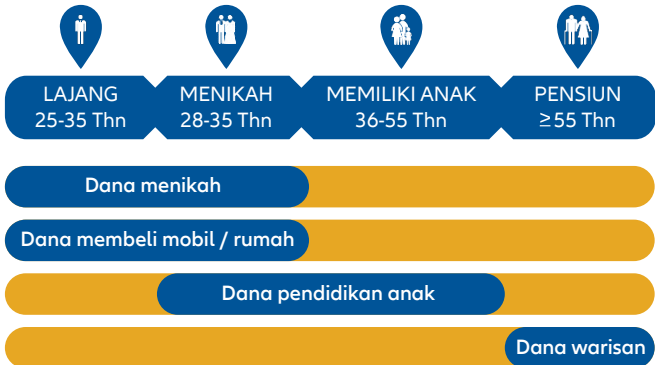 LAJANG
25-35 Thn
MENIKAH
28-35 Thn
MEMILIKI ANAK
36-55 Thn
PENSIUN
≥55 Thn
Dana menikah
Dana membeli mobil / rumah
Dana pendidikan anak
Dana warisan